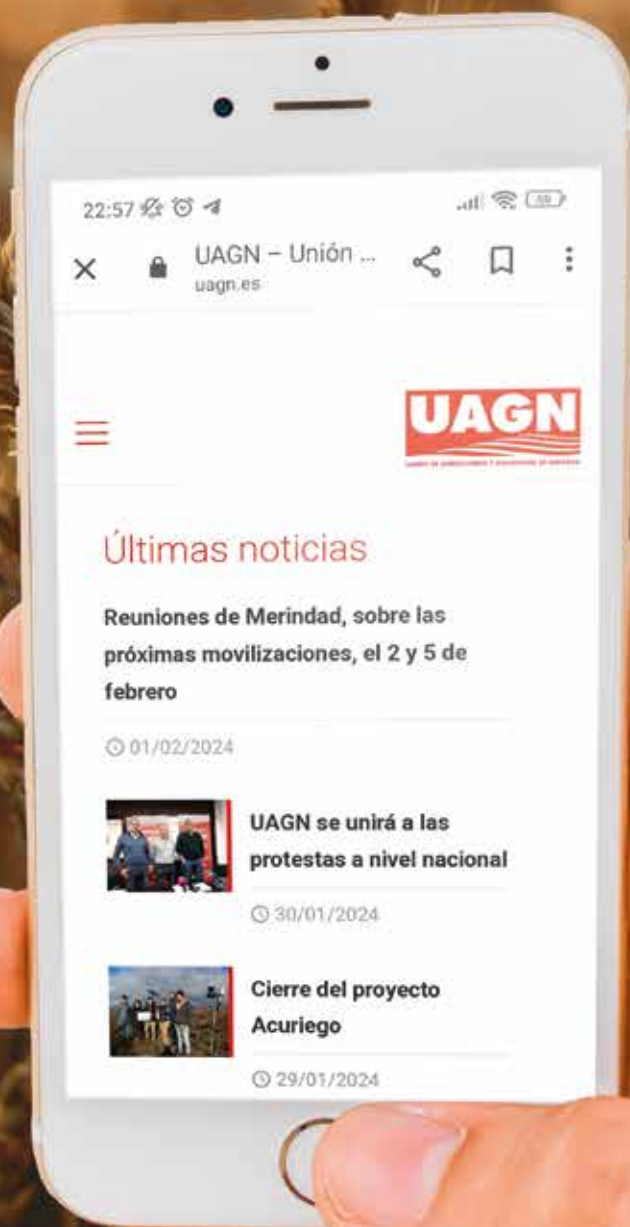 22:57
UAGN – Unión ...
uagn.es
UAGN
Últimas noticias
Reuniones de Merindad, sobre las
próximas movilizaciones, el 2 y 5 de
febrero
01/02/2024
UAGN se unirá a las
protestas a nivel nacional
30/01/2024
Cierre del proyecto
Acuriego
29/01/2024